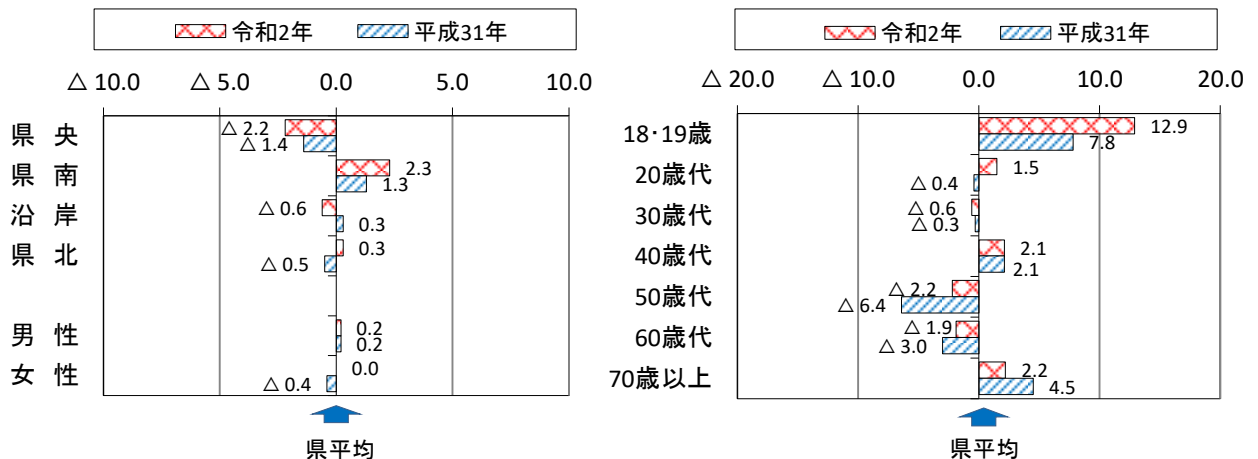 令和2年 平成31年
△ 10.0 △ 5.0 0.0 5.0 10.0
県 央 △ 2.2
△ 1.4
県 南 2.3
1.3
沿 岸 △ 0.6
0.3
県 北 0.3
△ 0.5
男 性 0.2
0.2
女 性 0.0
△ 0.4
県平均
令和2年 平成31年
△ 20.0 △ 10.0 0.0 10.0 20.0
18･19歳 12.9
7.8
20歳代 1.5
△ 0.4
30歳代 △ 0.6
△ 0.3
40歳代 2.1
2.1
50歳代 △ 2.2
△ 6.4
60歳代 △ 1.9
△ 3.0
70歳以上 2.2
4.5
県平均